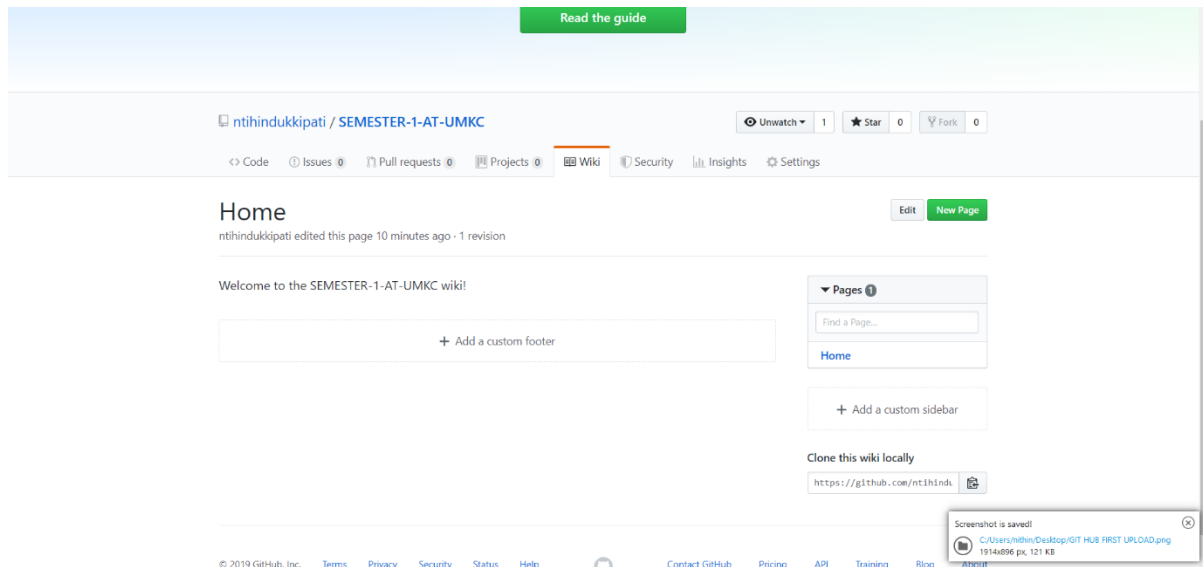 Read the guide
ntihindukkipati / SEMESTER-1-AT-UMKC
Unwatch 1 Star 0 Fork 0
Code Issues 0 Pull requests 0 Projects 0 Wiki Security Insights Settings
Home
Edit New Page
ntihindukkipati edited this page 10 minutes ago · 1 revision
Welcome to the SEMESTER-1-AT-UMKC wiki!
+ Add a custom footer
Pages 1
Find a Page...
Home
+ Add a custom sidebar
Clone this wiki locally
https://github.com/ntihindu
Screenshot is saved!
C:/Users/nithin/Desktop/GIT HUB FIRST UPLOAD.png
1914x896 px, 121 KB
© 2019 GitHub, Inc. Terms Privacy Security Status Help Contact GitHub Pricing API Training Blog About